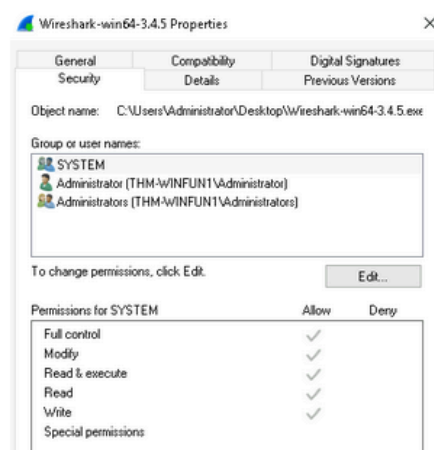 Wireshark-win64-3.4.5 Properties
General Compatibility Digital Signatures
Security Details Previous Versions
Object name: C:\Users\Administrator\Desktop\Wireshark-win64-3.4.5.exe
Group or user names:
SYSTEM
Administrator (THM-WINFUN1\Administrator)
Administrators (THM-WINFUN1\Administrators)
To change permissions, click Edit.
Edit...
Permissions for SYSTEM Allow Deny
Full control
Modify
Read & execute
Read
Write
Special permissions